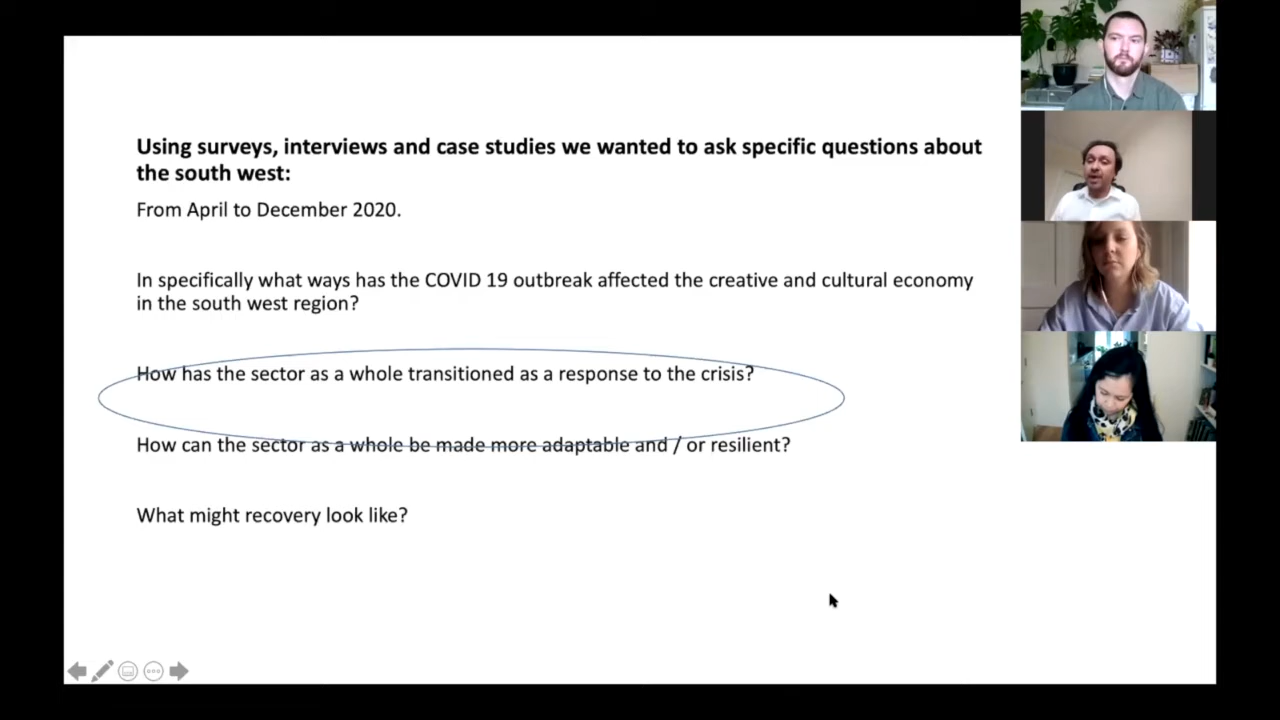 Using surveys, interviews and case studies we wanted to ask specific questions about
the south west:
From April to December 2020.
In specifically what ways has the COVID 19 outbreak affected the creative and cultural economy
in the south west region?
How has the sector as a whole transitioned as a response to the crisis?
How can the sector as a whole be made more adaptable and / or resilient?
What might recovery look like?